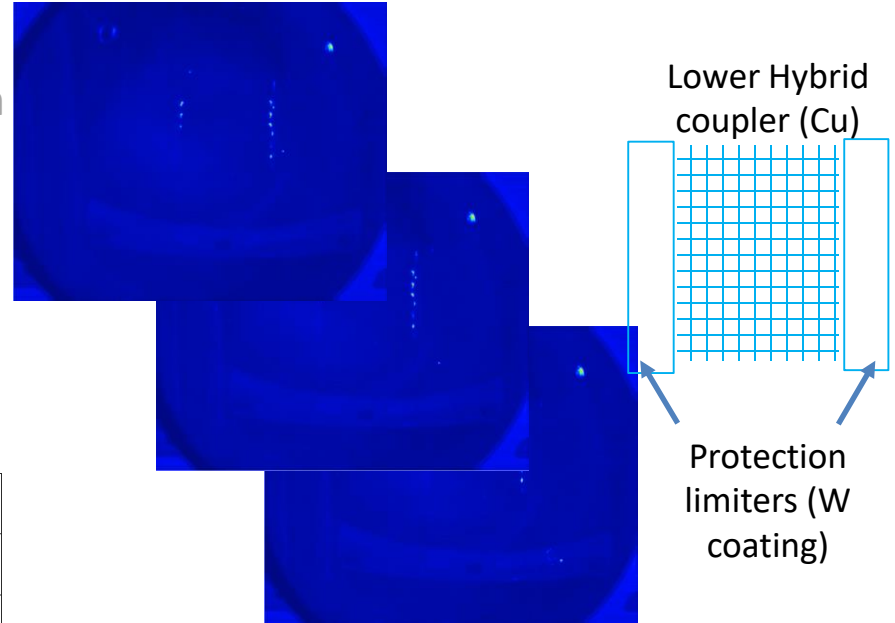 Lower Hybrid
coupler (Cu)
Protection
limiters (W
coating)